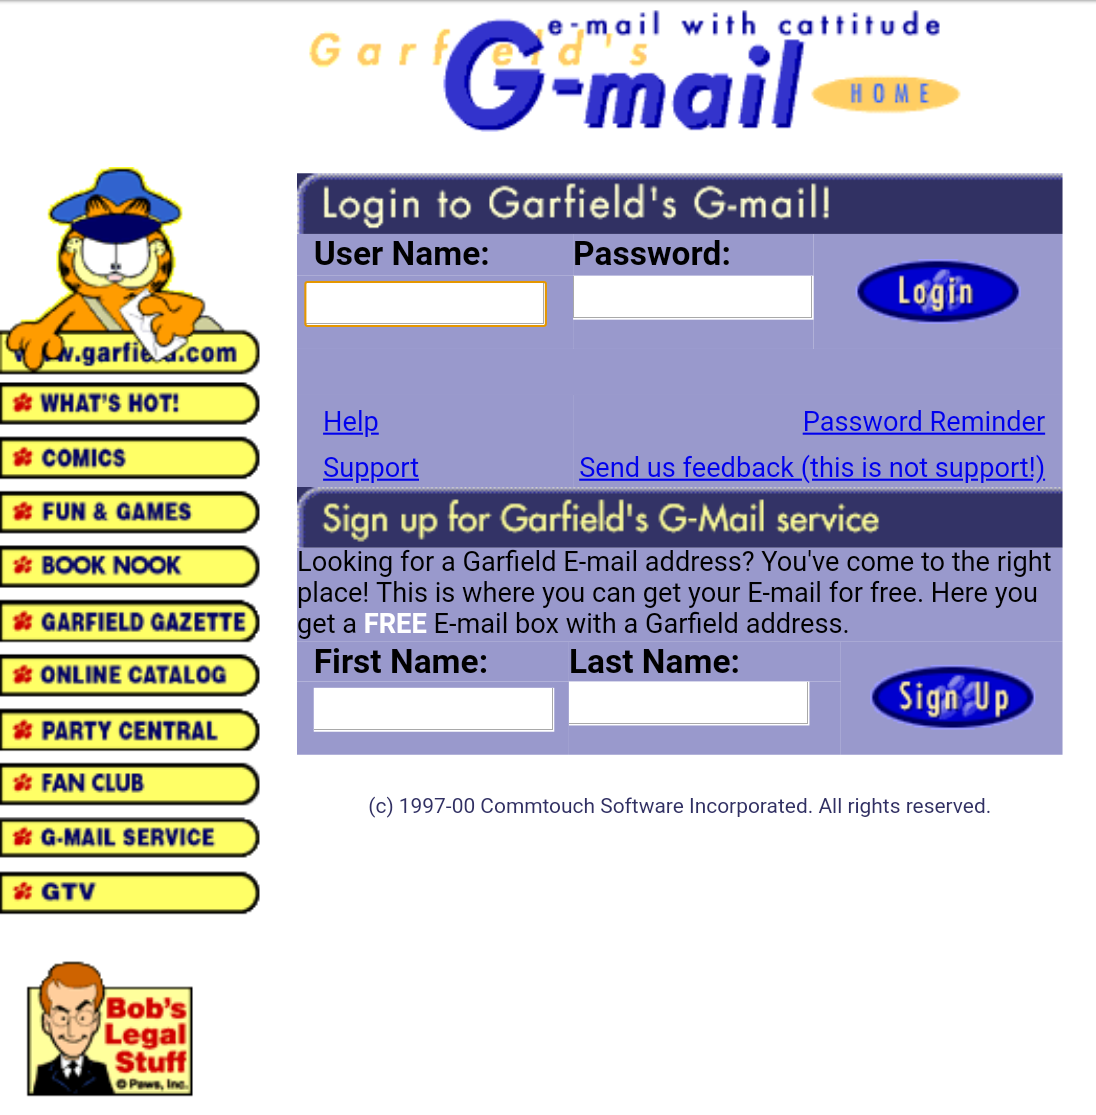 e-mail with cattitude
Garfield's
G-mail
HOME
Login to Garfield's G-mail!
User Name:
Password:
Login
Help
Password Reminder
Support
Send us feedback (this is not support!)
Sign up for Garfield's G-Mail service
Looking for a Garfield E-mail address? You've come to the right
place! This is where you can get your E-mail for free. Here you
get a FREE E-mail box with a Garfield address.
First Name:
Last Name:
Sign Up
(c) 1997-00 Commtouch Software Incorporated. All rights reserved.
www.garfield.com
WHAT'S HOT!
COMICS
FUN & GAMES
BOOK NOOK
GARFIELD GAZETTE
ONLINE CATALOG
PARTY CENTRAL
FAN CLUB
G-MAIL SERVICE
GTV
Bob's
Legal
Stuff
© Paws, Inc.